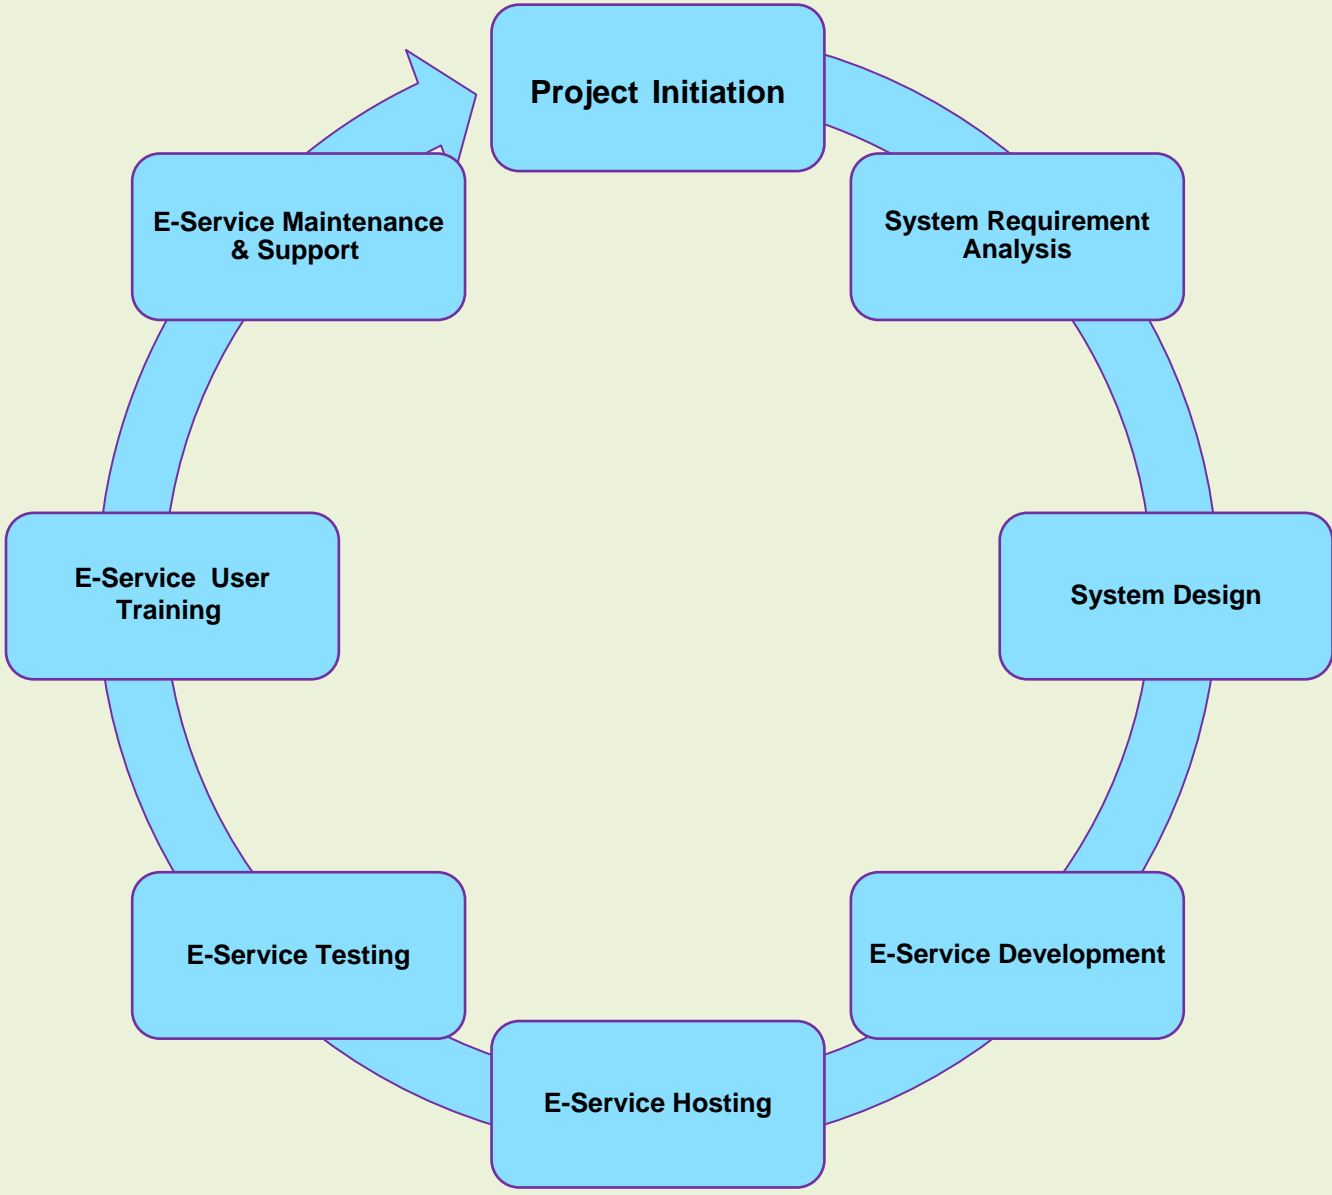 Project Initiation
System Requirement
Analysis
System Design
E-Service Development
E-Service Hosting
E-Service Testing
E-Service User
Training
E-Service Maintenance
& Support